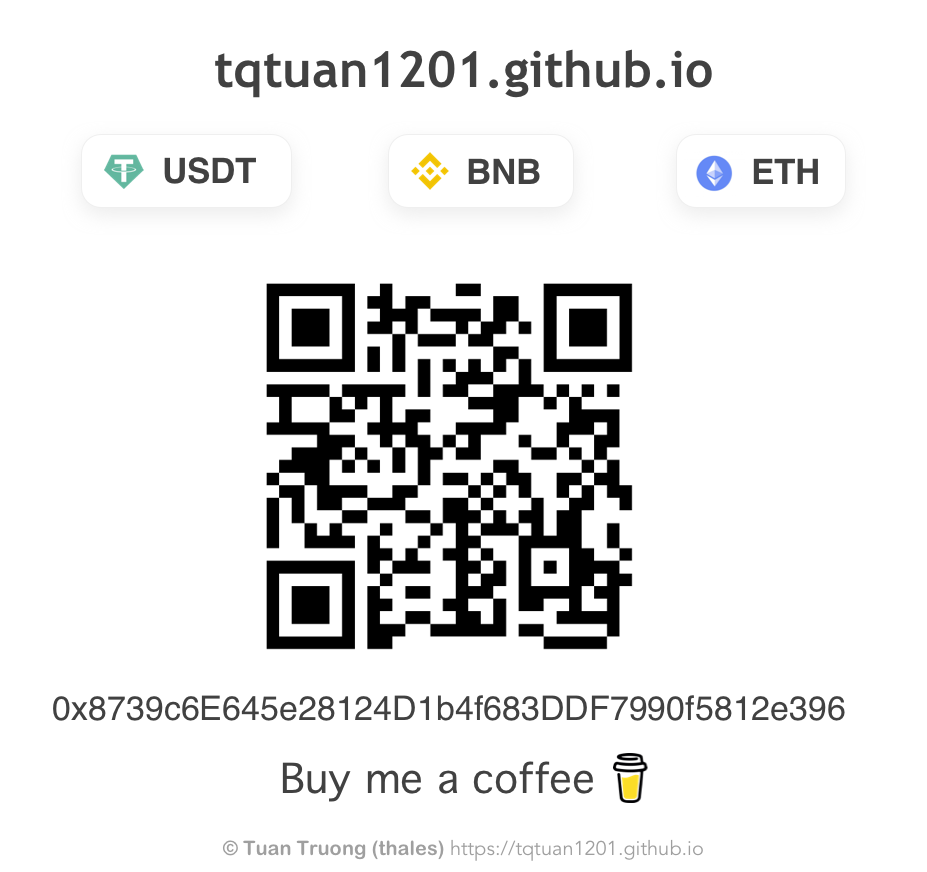 tqtuan1201.github.io
USDT BNB ETH
0x8739c6E645e28124D1b4f683DDF7990f5812e396
Buy me a coffee
© Tuan Truong (thales) https://tqtuan1201.github.io